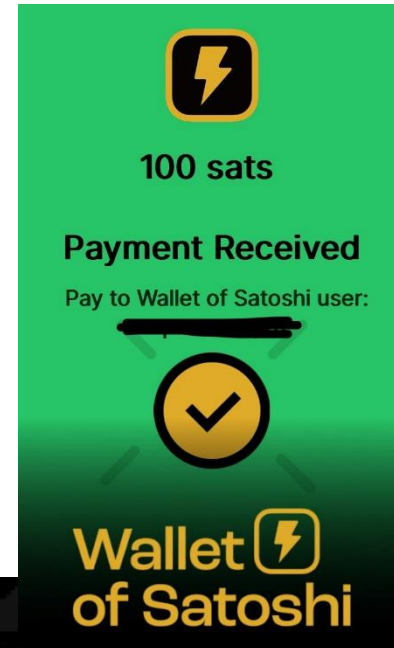 100 sats
Payment Received
Pay to Wallet of Satoshi user:
Wallet
of Satoshi